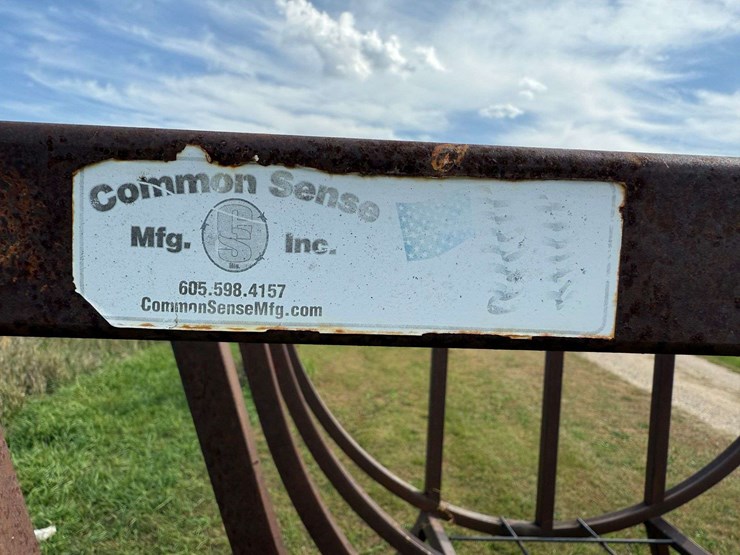 Common Sense
Mfg. Inc.
605.598.4157
CommonSenseMfg.com